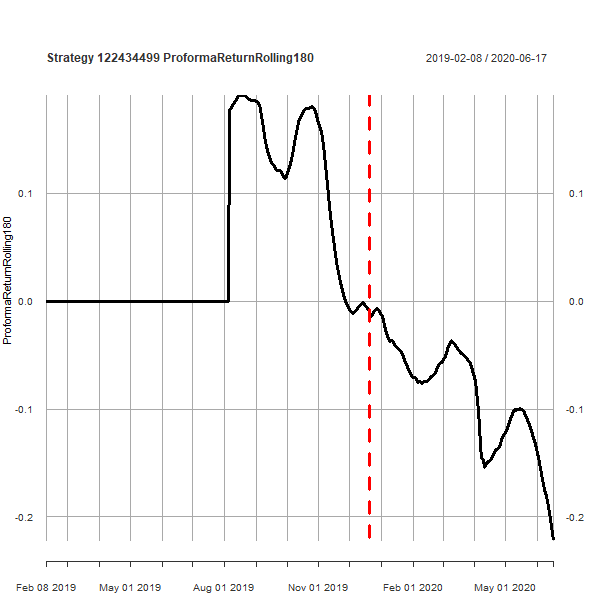 Strategy 122434499 ProformaReturnRolling180
2019-02-08 / 2020-06-17
ProformaReturnRolling180
0.1
0.0
-0.1
-0.2
0.1
0.0
-0.1
-0.2
Feb 08 2019
May 01 2019
Aug 01 2019
Nov 01 2019
Feb 01 2020
May 01 2020